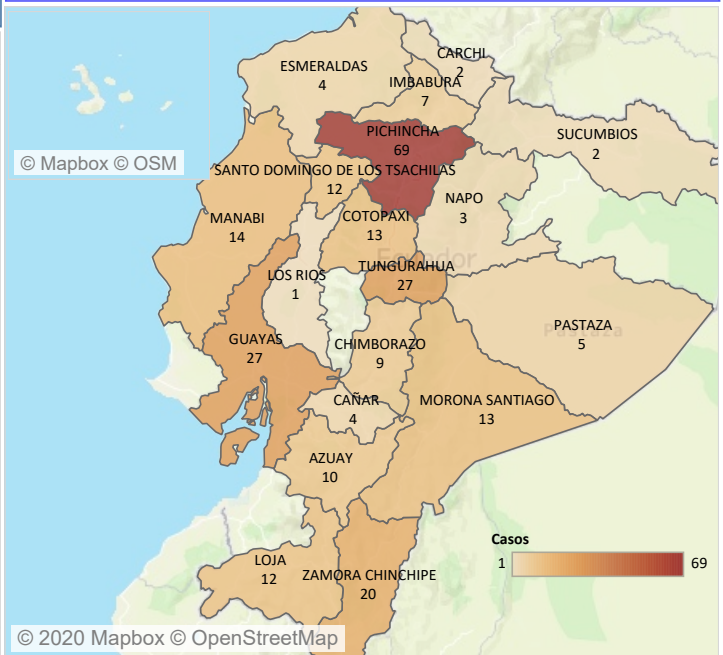 CARCHI
2
ESMERALDAS
4
IMBABURA
7
PICHINCHA
69
SUCUMBIOS
2
© Mapbox © OSM
SANTO DOMINGO DE LOS TSACHILAS
12
NAPO
3
MANABI
14
COTOPAXI
13
Ecuador
TUNGURAHUA
27
LOS RIOS
1
Pastaza
PASTAZA
5
GUAYAS
27
CHIMBORAZO
9
CAÑAR
4
MORONA SANTIAGO
13
AZUAY
10
Casos
1
69
LOJA
12
ZAMORA CHINCHIPE
20
© 2020 Mapbox © OpenStreetMap